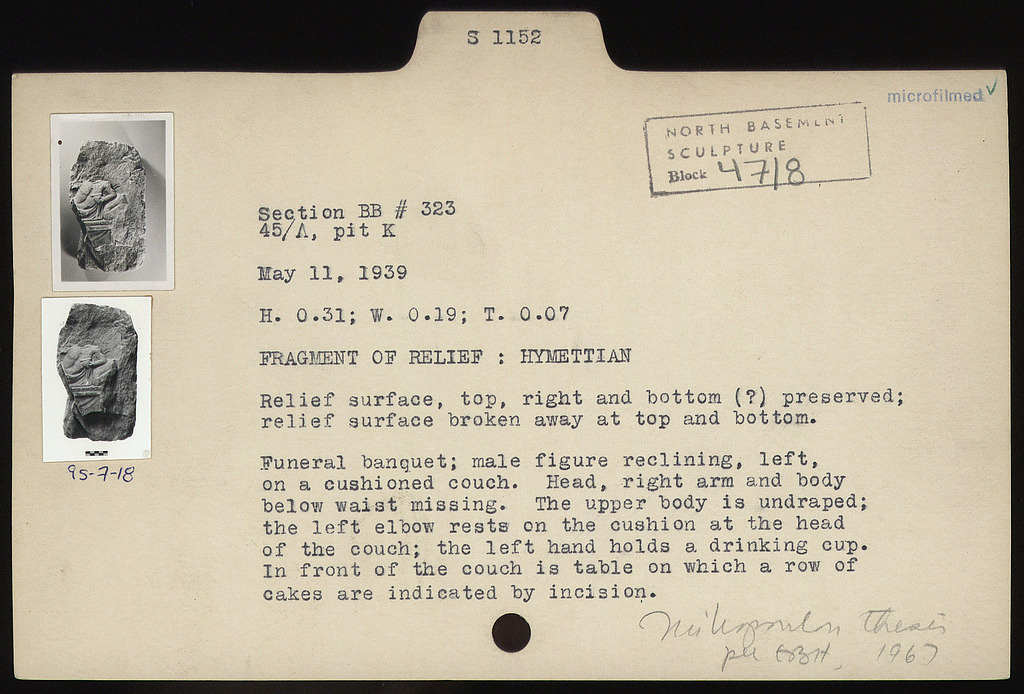 S 1152
microfilmed ✓
NORTH BASEMENT
SCULPTURE
Block 47/8
Section BB # 323
45/Λ, pit K
May 11, 1939
H. 0.31; W. 0.19; T. 0.07
FRAGMENT OF RELIEF : HYMETTIAN
Relief surface, top, right and bottom (?) preserved;
relief surface broken away at top and bottom.
95-7-18
Funeral banquet; male figure reclining, left,
on a cushioned couch. Head, right arm and body
below waist missing. The upper body is undraped;
the left elbow rests on the cushion at the head
of the couch; the left hand holds a drinking cup.
In front of the couch is table on which a row of
cakes are indicated by incision.
thesis
1967